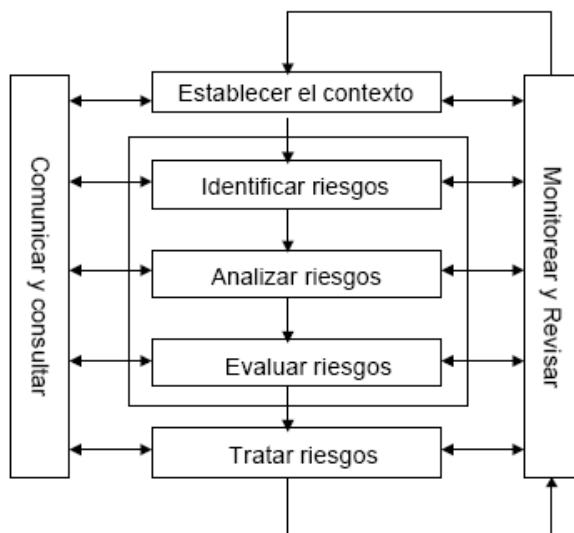 Establecer el contexto
Comunicar y consultar
Identificar riesgos
Analizar riesgos
Evaluar riesgos
Tratar riesgos
Monitorear y Revisar